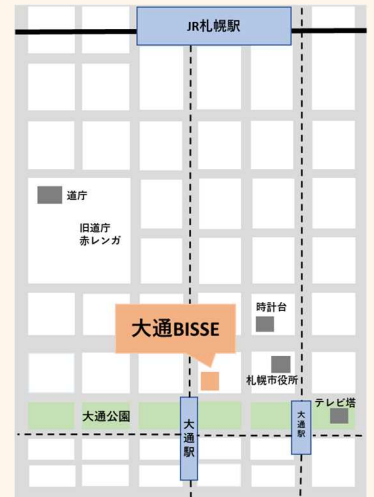 JR札幌駅
道庁
旧道庁
赤レンガ
時計台
大通BISSE
札幌市役所
大通公園
大通駅
大通駅
テレビ塔